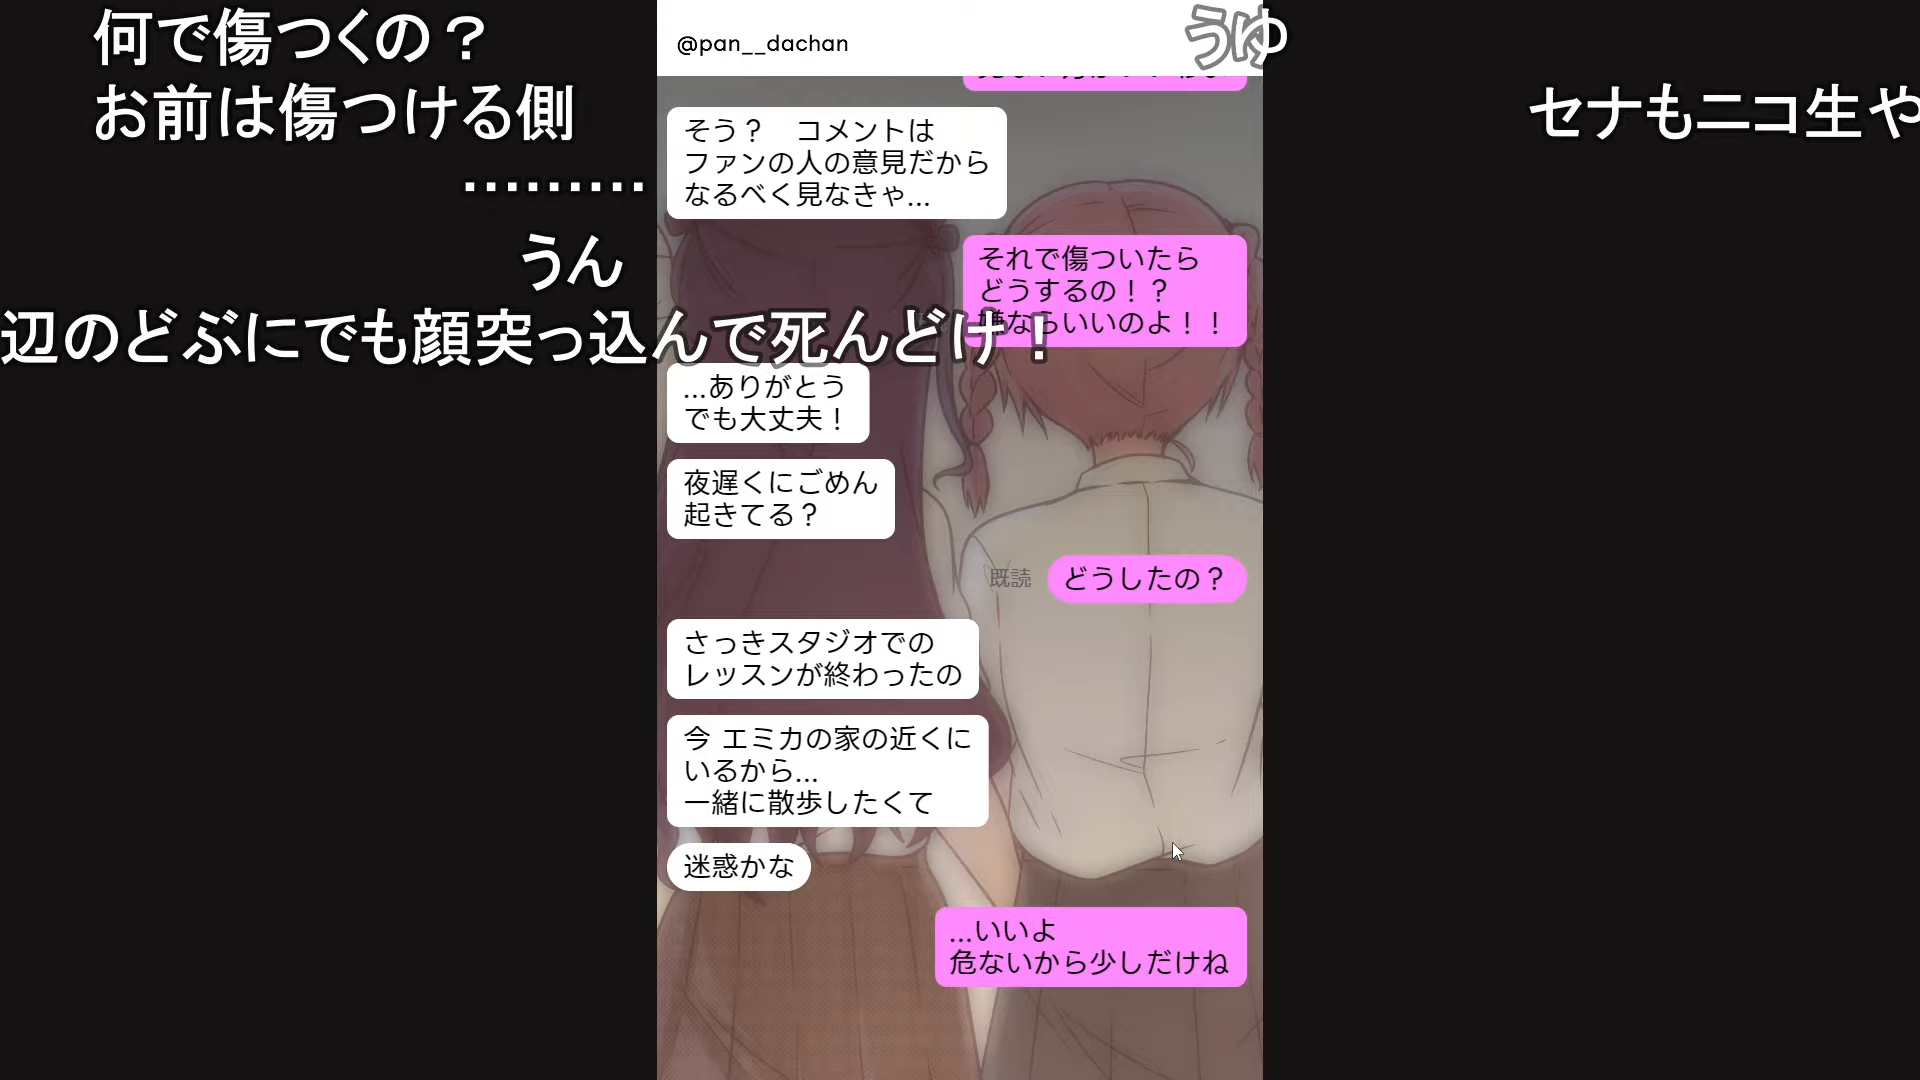 何で傷つくの？
お前は傷つける側
………
うん
辺のどぶにでも顔突っ込んで死んどけ！
うゆ
セナもニコ生や
@pan__dachan
そう？　コメントは
ファンの人の意見だから
なるべく見なきゃ…
それで傷ついたら
どうするの！？
嫌ならいいのよ！！
…ありがとう
でも大丈夫！
夜遅くにごめん
起きてる？
既読
どうしたの？
さっきスタジオでの
レッスンが終わったの
今 エミカの家の近くに
いるから…
一緒に散歩したくて
迷惑かな
…いいよ
危ないから少しだけね